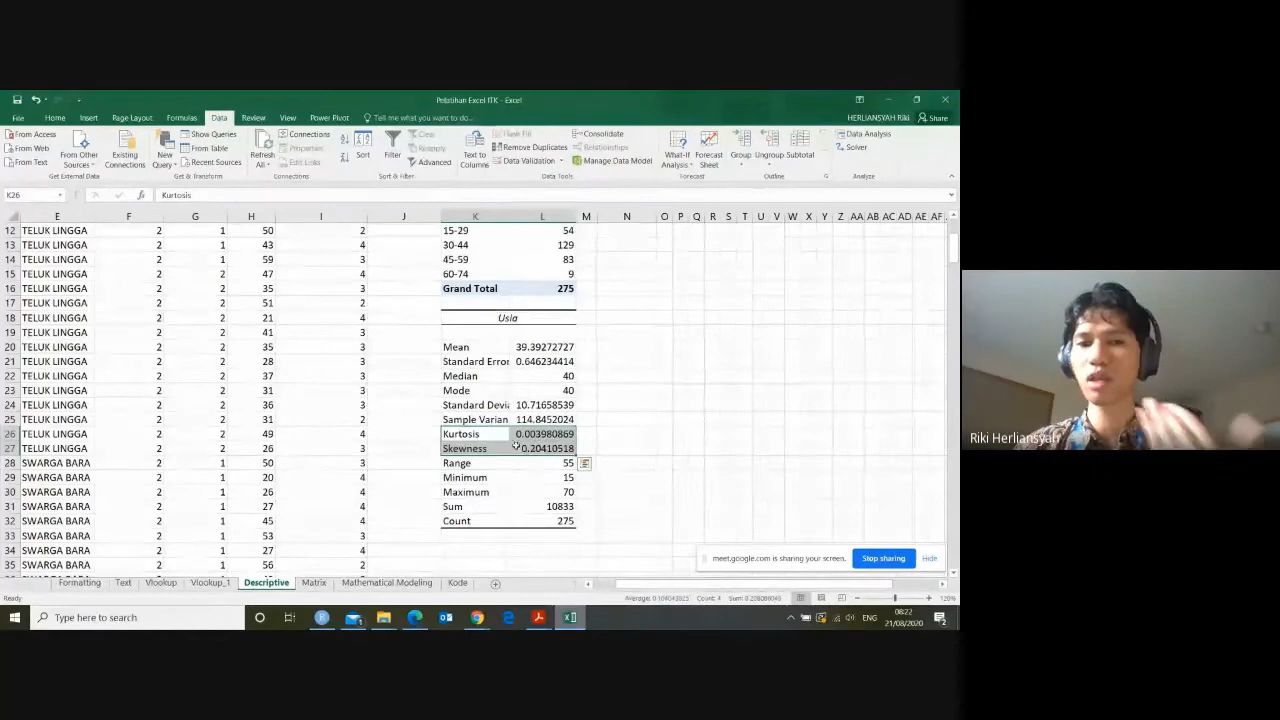 Pelatihan Excel ITK - Excel
File Home Insert Page Layout Formulas Data Review View Power Pivot Tell me what you want to do... HERLIANSYAH Riki Share
From Access
From Web
From Text
From Other Sources
Existing Connections
Get External Data
New Query
Show Queries
From Table
Recent Sources
Get & Transform
Refresh All
Connections
Properties
Edit Links
Connections
Sort
Filter
Clear
Reapply
Advanced
Sort & Filter
Text to Columns
Flash Fill
Remove Duplicates
Data Validation
Consolidate
Relationships
Manage Data Model
Data Tools
What-If Analysis
Forecast Sheet
Forecast
Group
Ungroup
Subtotal
Outline
Data Analysis
Solver
Analyze
K26 Kurtosis
E F G H I J K L M N O P Q R S T U V W X Y Z AA AB AC AD AE AF
12 TELUK LINGGA 2 1 50 2 15-29 54
13 TELUK LINGGA 2 1 43 4 30-44 129
14 TELUK LINGGA 2 1 59 3 45-59 83
15 TELUK LINGGA 2 2 47 4 60-74 9
16 TELUK LINGGA 2 2 35 3 Grand Total 275
17 TELUK LINGGA 2 1 51 2
18 TELUK LINGGA 2 2 21 4 Usia
19 TELUK LINGGA 2 2 41 3
20 TELUK LINGGA 2 2 35 3 Mean 39.39272727
21 TELUK LINGGA 2 2 28 3 Standard Error 0.646234414
22 TELUK LINGGA 2 2 37 3 Median 40
23 TELUK LINGGA 2 2 31 3 Mode 40
24 TELUK LINGGA 2 2 36 3 Standard Devi 10.71658539
25 TELUK LINGGA 2 2 31 2 Sample Varian 114.8452024
26 TELUK LINGGA 2 2 49 4 Kurtosis 0.003980869
27 TELUK LINGGA 2 2 26 3 Skewness 0.20410518
28 SWARGA BARA 2 1 50 3 Range 55
29 SWARGA BARA 2 1 20 4 Minimum 15
30 SWARGA BARA 2 1 26 4 Maximum 70
31 SWARGA BARA 2 1 27 4 Sum 10833
32 SWARGA BARA 2 1 45 4 Count 275
33 SWARGA BARA 2 1 53 3
34 SWARGA BARA 2 1 27 4
35 SWARGA BARA 2 1 56 2
meet.google.com is sharing your screen. Stop sharing Hide
Formatting Text Vlookup Vlookup_1 Descriptive Matrix Mathematical Modeling Kode
Ready Count: 4 120%
Type here to search ENG 08:22
21/08/2020
Riki Herliansyah